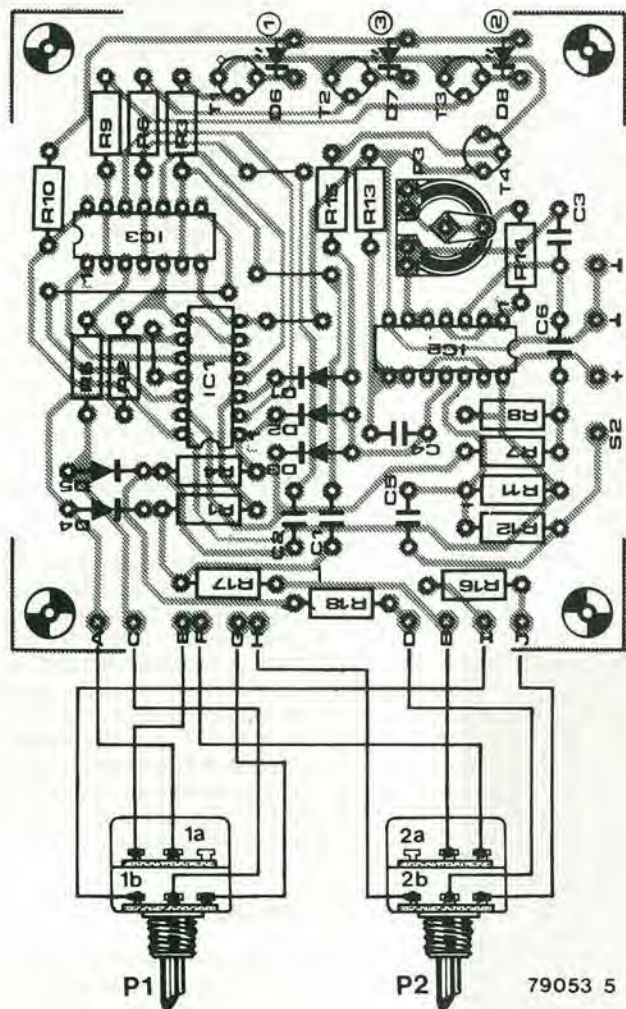 1
3
2
T1
D6
T2
D7
T3
D8
R9
R6
R3
P3
T4
R10
R15
R13
R14
C3
IC3
⊥
⊥
+
C6
IC1
IC2
S2
R5
R8
C4
R7
R11
R12
C5
C2
C1
R17
R18
R16
A
C
E
F
G
H
D
B
I
J
1a
1b
2a
2b
P1
P2
79053 5